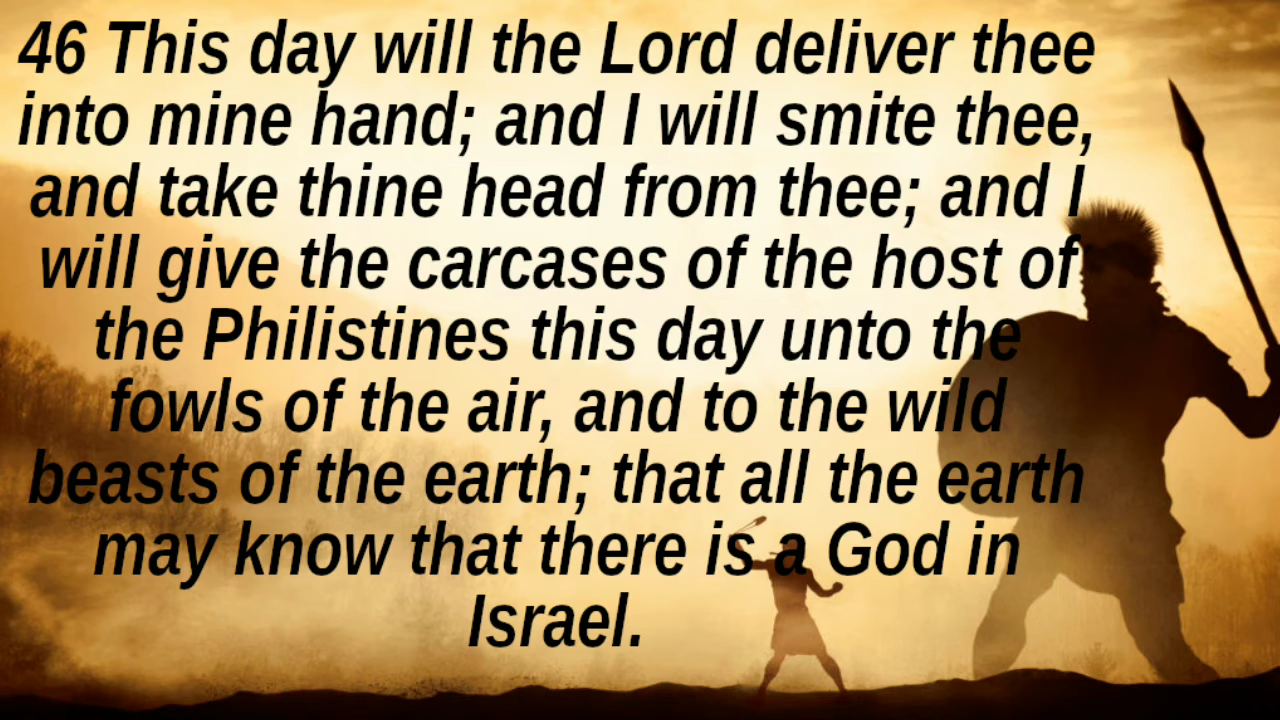 46 This day will the Lord deliver thee
into mine hand; and I will smite thee,
and take thine head from thee; and I
will give the carcases of the host of
the Philistines this day unto the
fowls of the air, and to the wild
beasts of the earth; that all the earth
may know that there is a God in
Israel.